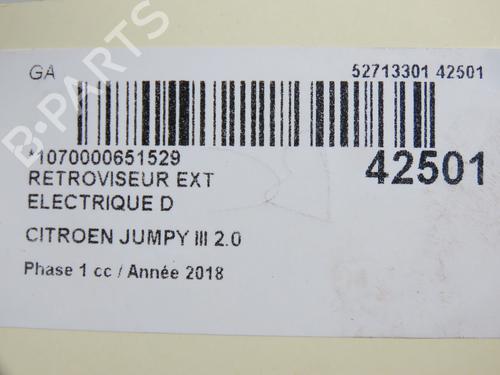 GA
52713301 42501
*1070000651529
42501
RETROVISEUR EXT
ELECTRIQUE D
CITROEN JUMPY III 2.0
Phase 1 cc / Année 2018
B-PARTS